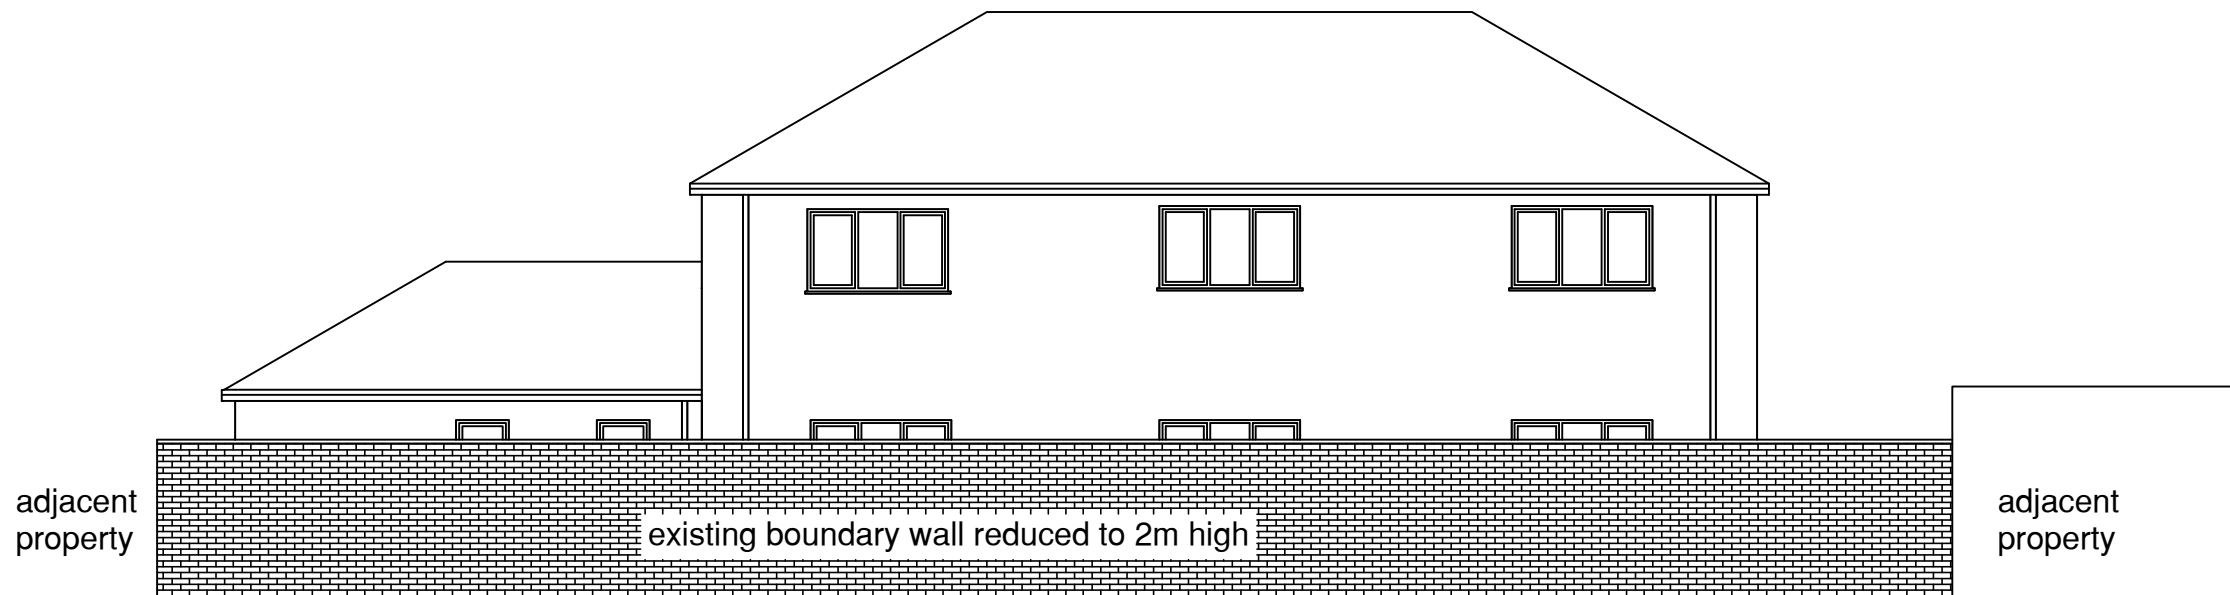 adjacent
property
existing boundary wall reduced to 2m high
adjacent
property